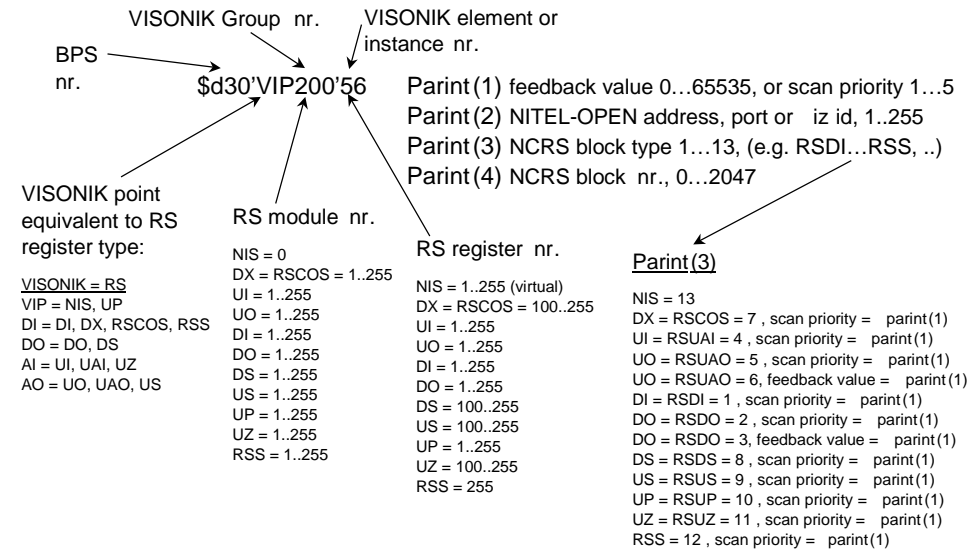 VISONIK Group nr.
VISONIK element or
instance nr.
BPS
nr.
$d30'VIP200'56
Parint(1) feedback value 0…65535, or scan priority 1…5
Parint(2) NITEL-OPEN address, port or iz id, 1..255
Parint(3) NCRS block type 1…13, (e.g. RSDI…RSS, ..)
Parint(4) NCRS block nr., 0…2047
VISONIK point
equivalent to RS
register type:
VISONIK = RS
VIP = NIS, UP
DI = DI, DX, RSCOS, RSS
DO = DO, DS
AI = UI, UAI, UZ
AO = UO, UAO, US
RS module nr.
NIS = 0
DX = RSCOS = 1..255
UI = 1..255
UO = 1..255
DI = 1..255
DO = 1..255
DS = 1..255
US = 1..255
UP = 1..255
UZ = 1..255
RSS = 1..255
RS register nr.
NIS = 1..255 (virtual)
DX = RSCOS = 100..255
UI = 1..255
UO = 1..255
DI = 1..255
DO = 1..255
DS = 100..255
US = 100..255
UP = 1..255
UZ = 100..255
RSS = 255
Parint(3)
NIS = 13
DX = RSCOS = 7 , scan priority = parint(1)
UI = RSUAI = 4 , scan priority = parint(1)
UO = RSUAO = 5 , scan priority = parint(1)
UO = RSUAO = 6, feedback value = parint(1)
DI = RSDI = 1 , scan priority = parint(1)
DO = RSDO = 2 , scan priority = parint(1)
DO = RSDO = 3, feedback value = parint(1)
DS = RSDS = 8 , scan priority = parint(1)
US = RSUS = 9 , scan priority = parint(1)
UP = RSUP = 10 , scan priority = parint(1)
UZ = RSUZ = 11 , scan priority = parint(1)
RSS = 12 , scan priority = parint(1)